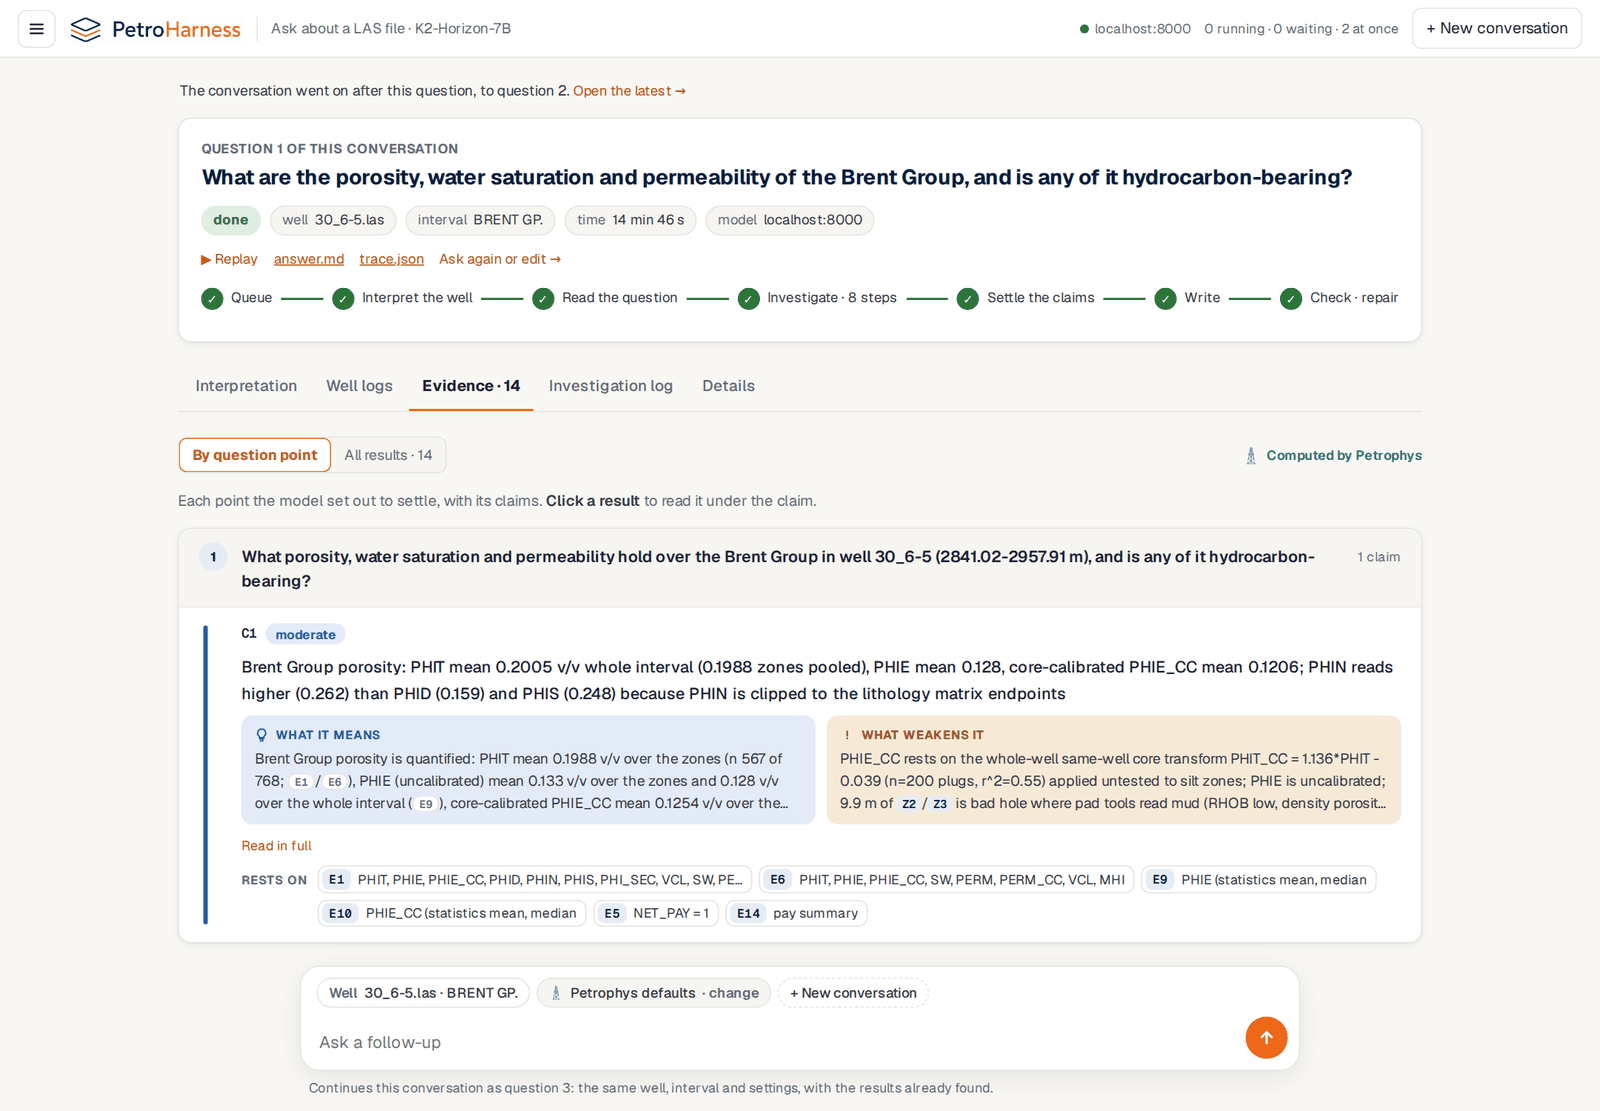 PetroHarness
Ask about a LAS file · K2-Horizon-7B
localhost:8000
0 running · 0 waiting · 2 at once
+ New conversation
The conversation went on after this question, to question 2. Open the latest →
QUESTION 1 OF THIS CONVERSATION
What are the porosity, water saturation and permeability of the Brent Group, and is any of it hydrocarbon-bearing?
done
well 30_6-5.las
interval BRENT GP.
time 14 min 46 s
model localhost:8000
▶ Replay
answer.md
trace.json
Ask again or edit →
✓ Queue
✓ Interpret the well
✓ Read the question
✓ Investigate · 8 steps
✓ Settle the claims
✓ Write
✓ Check · repair
Interpretation
Well logs
Evidence · 14
Investigation log
Details
By question point
All results · 14
Computed by Petrophys
Each point the model set out to settle, with its claims. Click a result to read it under the claim.
1
What porosity, water saturation and permeability hold over the Brent Group in well 30_6-5 (2841.02-2957.91 m), and is any of it hydrocarbon-
bearing?
1 claim
C1 moderate
Brent Group porosity: PHIT mean 0.2005 v/v whole interval (0.1988 zones pooled), PHIE mean 0.128, core-calibrated PHIE_CC mean 0.1206; PHIN reads
higher (0.262) than PHID (0.159) and PHIS (0.248) because PHIN is clipped to the lithology matrix endpoints
WHAT IT MEANS
Brent Group porosity is quantified: PHIT mean 0.1988 v/v over the zones (n 567 of
768; E1 / E6 ), PHIE (uncalibrated) mean 0.133 v/v over the zones and 0.128 v/v
over the whole interval ( E9 ), core-calibrated PHIE_CC mean 0.1254 v/v over the…
! WHAT WEAKENS IT
PHIE_CC rests on the whole-well same-well core transform PHIT_CC = 1.136*PHIT -
0.039 (n=200 plugs, r^2=0.55) applied untested to silt zones; PHIE is uncalibrated;
9.9 m of Z2 / Z3 is bad hole where pad tools read mud (RHOB low, density porosit…
Read in full
RESTS ON
E1 PHIT, PHIE, PHIE_CC, PHID, PHIN, PHIS, PHI_SEC, VCL, SW, PE…
E6 PHIT, PHIE, PHIE_CC, SW, PERM, PERM_CC, VCL, MHI
E9 PHIE (statistics mean, median
E10 PHIE_CC (statistics mean, median
E5 NET_PAY = 1
E14 pay summary
Well 30_6-5.las · BRENT GP.
Petrophys defaults · change
+ New conversation
Ask a follow-up
Continues this conversation as question 3: the same well, interval and settings, with the results already found.